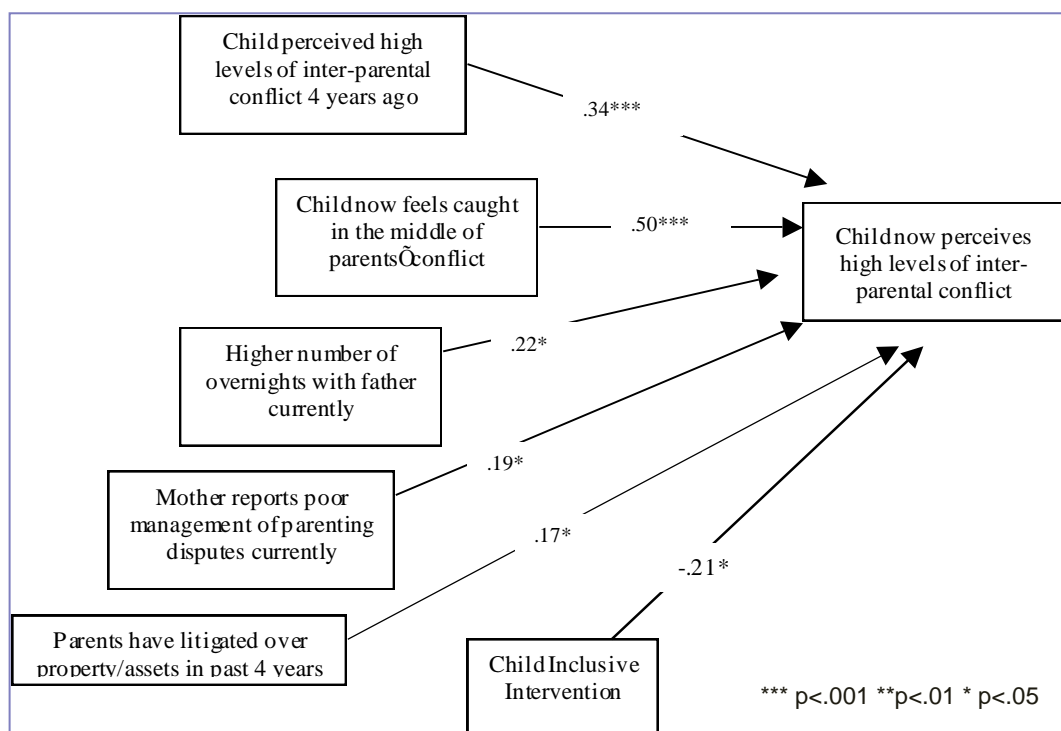 Child perceived high
levels of inter-parental
conflict 4 years ago
.34***
Child now feels caught
in the middle of
parentsÕconflict
.50***
Child now perceives
high levels of inter-
parental conflict
Higher number of
overnights with father
currently
.22*
Mother reports poor
management of parenting
disputes currently
.19*
Parents have litigated over
property/assets in past 4 years
.17*
Child Inclusive
Intervention
-.21*
*** p<.001 **p<.01 * p<.05